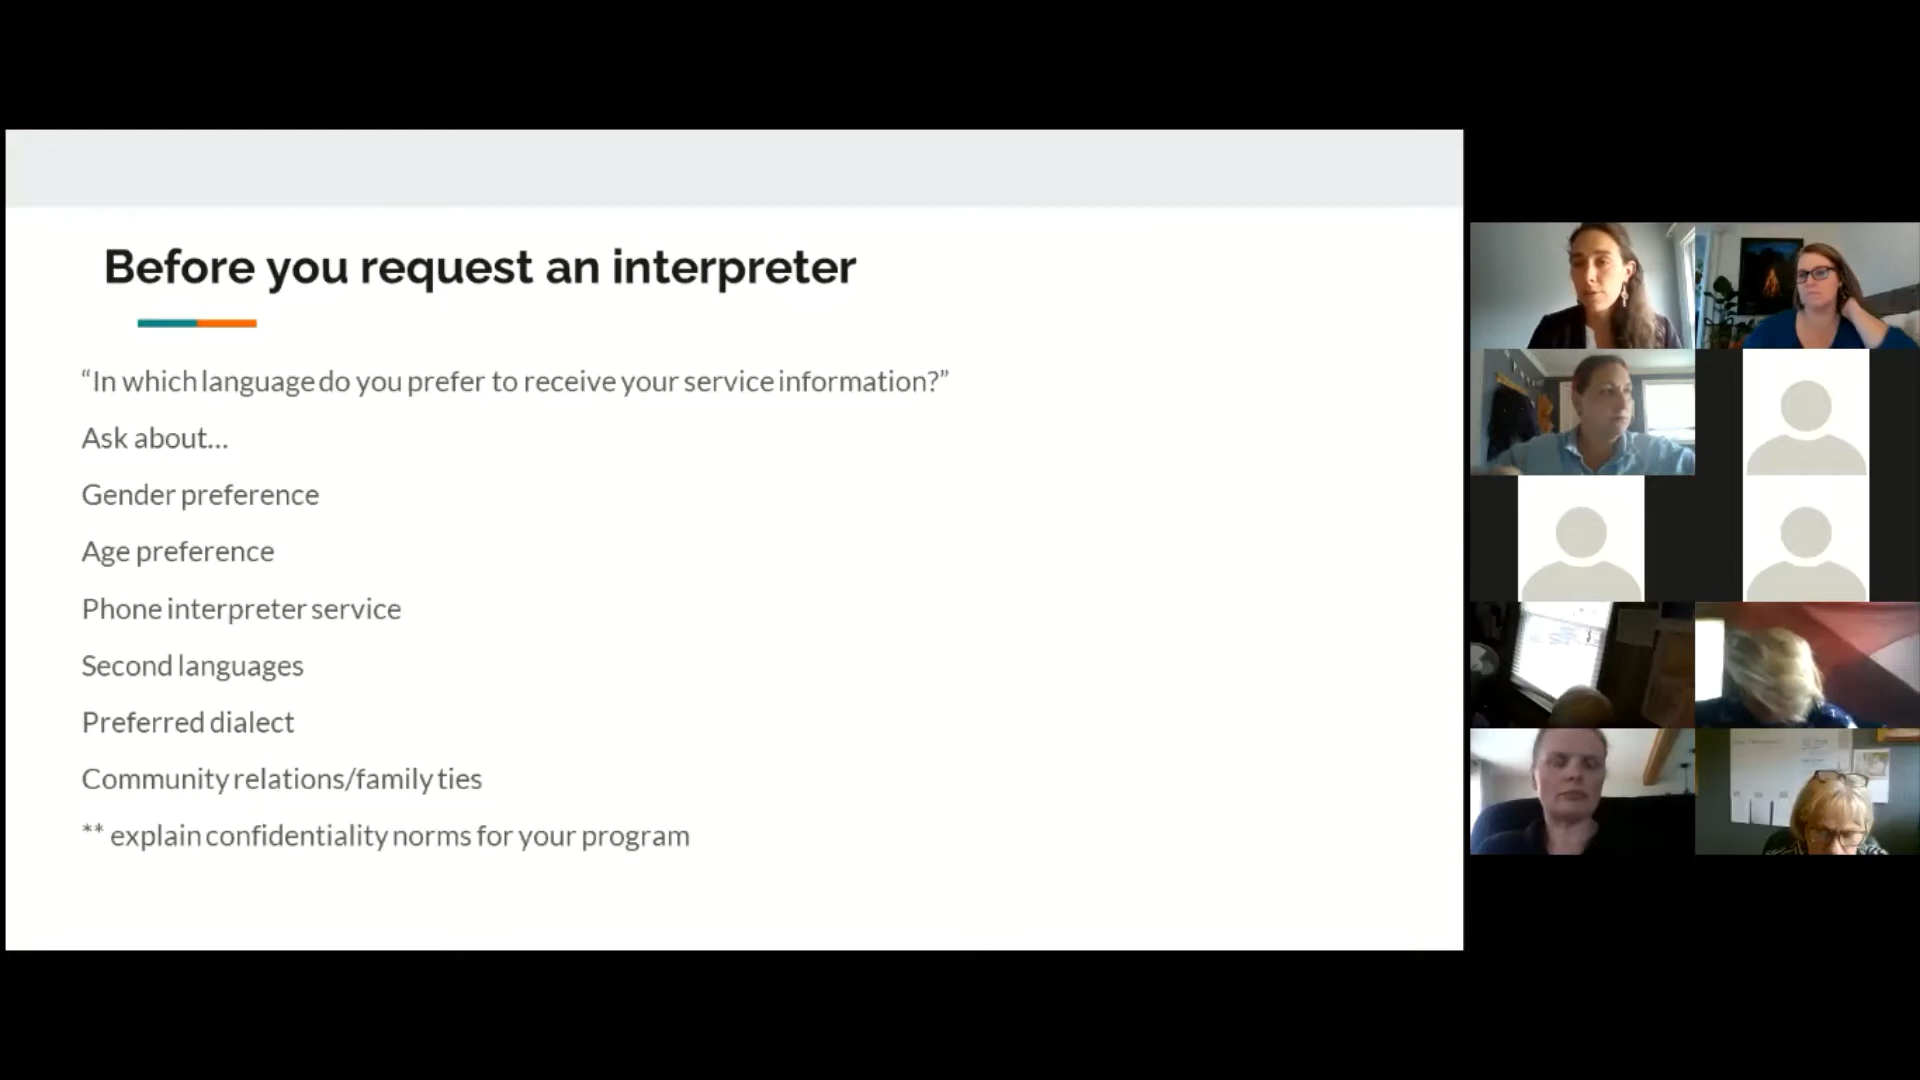 Before you request an interpreter
“In which language do you prefer to receive your service information?”
Ask about...
Gender preference
Age preference
Phone interpreter service
Second languages
Preferred dialect
Community relations/family ties
** explain confidentiality norms for your program